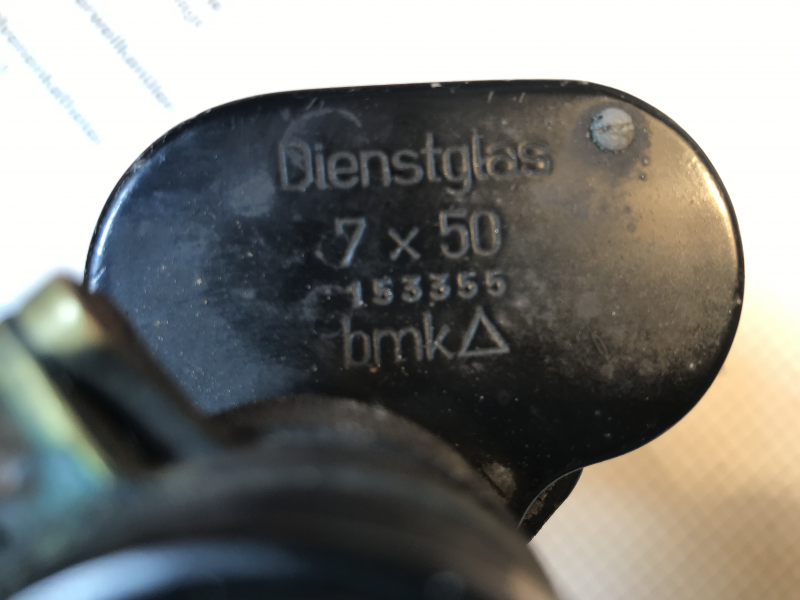 Dienstglas
7 x 50
153355
bmk△